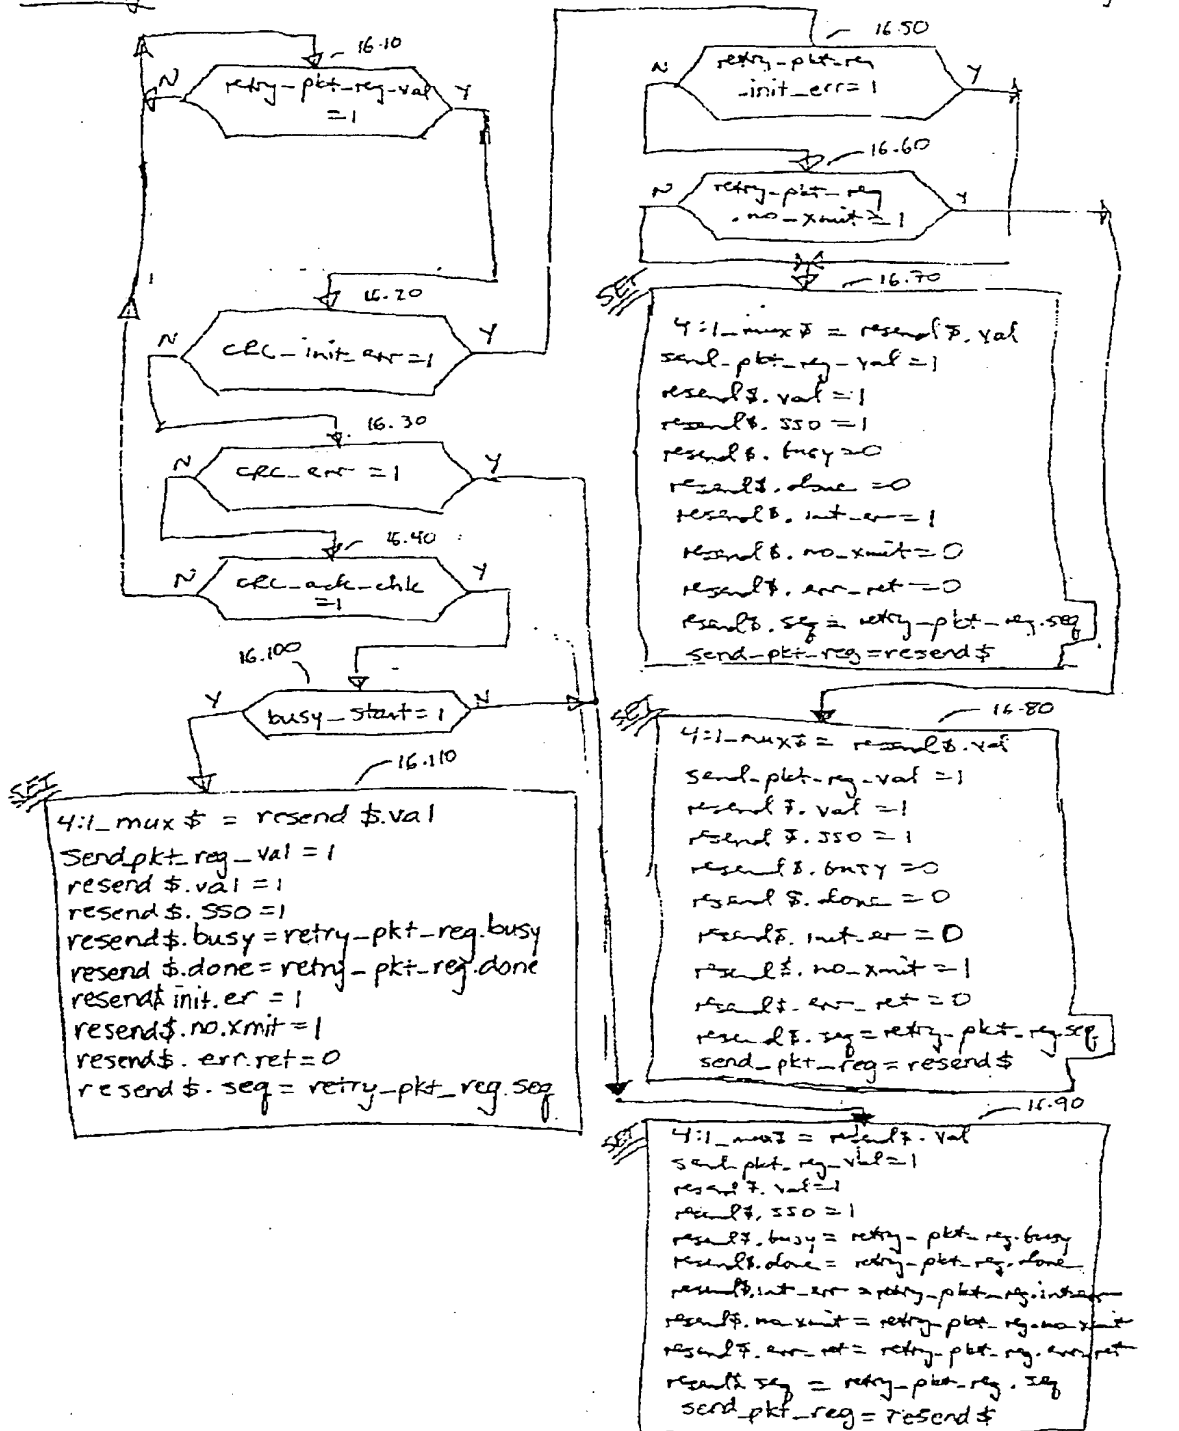 16.10
N
retry_pkt_reg_val
=1
Y
16.20
N
CRC_init_err=1
Y
16.30
N
CRC_err =1
Y
16.40
N
CRC_ack_chk
=1
Y
16.100
Y
busy_start=1
N
16.110
SET
4:1_mux $ = resend $.val
Send_pkt_reg_val = 1
resend $.val = 1
resend $. SSO =1
resend$.busy=retry_pkt_reg.busy
resend $.done=retry_pkt_reg.done
resend$ init.er = 1
resend$.no.xmit=1
resend$. err.ret=0
resend$. seq = retry_pkt_reg.seq
16.50
N
retry_pkt_reg
_init_err=1
Y
16.60
N
retry_pkt_reg
.no_xmit=1
Y
16.70
SET
4:1_mux$ = resend$.val
send_pkt_reg_val=1
resend$.val=1
resend$. SSO =1
resend$. busy=0
resend$.done =0
resend$. int_er=1
resend$. no_xmit=0
resend$. err_ret=0
resend$. seq = retry_pkt_reg.seq
send_pkt_reg=resend$
16.80
SET
4:1_mux$= resend$.val
send_pkt_reg_val=1
resend $. val =1
resend $.SSO =1
resend$. busy=0
resend $.done=0
resend$. init_er=0
resend$. no_xmit=1
resend$. err_ret=0
resend$. seq=retry_pkt_reg.seq
send_pkt_reg=resend$
16.90
SET
4:1_mux$ = resend$. val
send pkt_reg_val=1
resend $. val=1
resend$, SSO =1
resend$.busy= retry_pkt_reg.busy
resend$.done= retry_pkt_reg.done
resend$.int_err =retry_pkt_reg.int_err
resend$. no_xmit=retry_pkt_reg.no_xmit
resend$. err_ret= retry_pkt_reg.err_ret
resend$ seq = retry_pkt_reg.seq
send_pkt_reg=resend$